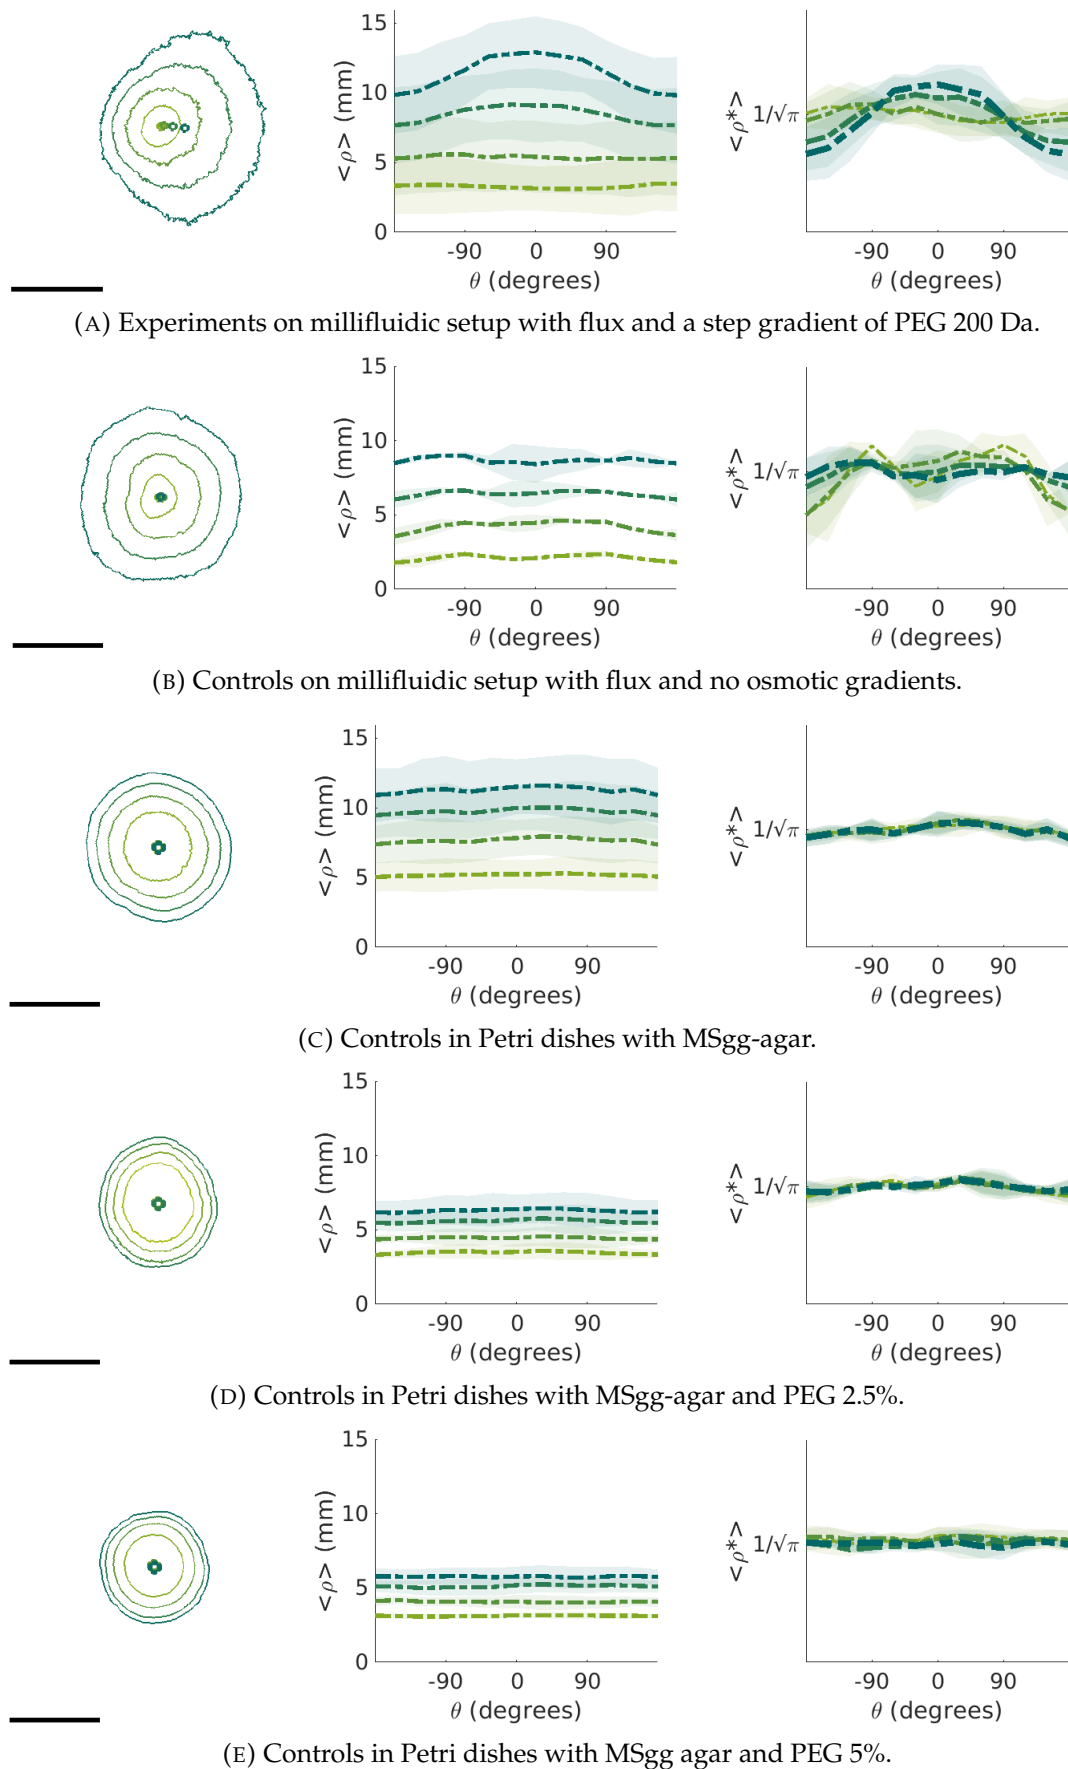 15
10
5
0
<ρ> (mm)
-90 0 90
θ (degrees)
<ρ*>
1/√π
-90 0 90
θ (degrees)
(A) Experiments on millifluidic setup with flux and a step gradient of PEG 200 Da.
15
10
5
0
<ρ> (mm)
-90 0 90
θ (degrees)
<ρ*>
1/√π
-90 0 90
θ (degrees)
(B) Controls on millifluidic setup with flux and no osmotic gradients.
15
10
5
0
<ρ> (mm)
-90 0 90
θ (degrees)
<ρ*>
1/√π
-90 0 90
θ (degrees)
(C) Controls in Petri dishes with MSgg-agar.
15
10
5
0
<ρ> (mm)
-90 0 90
θ (degrees)
<ρ*>
1/√π
-90 0 90
θ (degrees)
(D) Controls in Petri dishes with MSgg-agar and PEG 2.5%.
15
10
5
0
<ρ> (mm)
-90 0 90
θ (degrees)
<ρ*>
1/√π
-90 0 90
θ (degrees)
(E) Controls in Petri dishes with MSgg agar and PEG 5%.